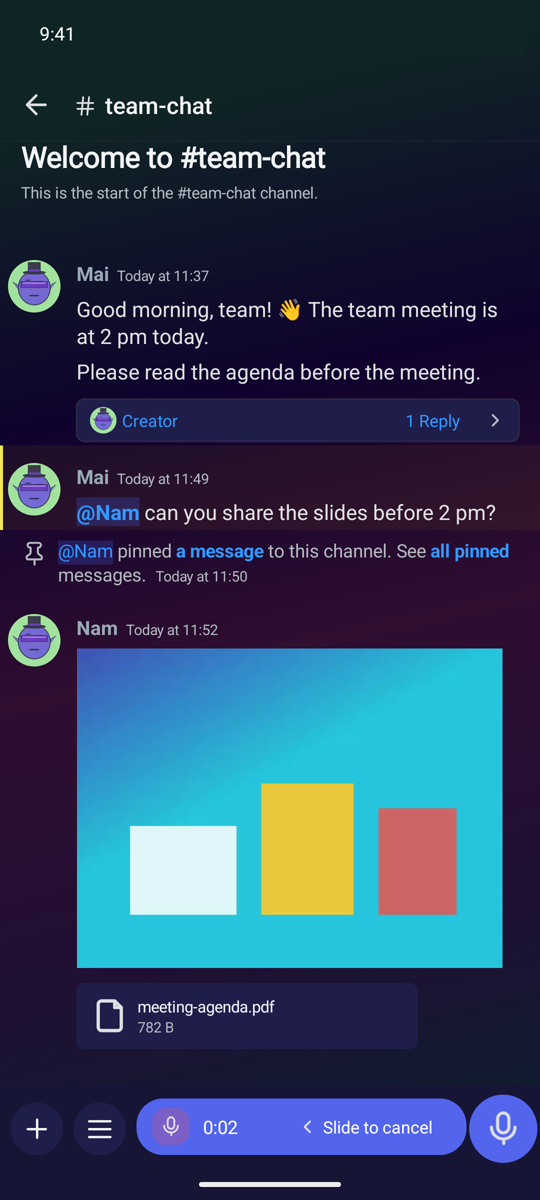 9:41
# team-chat
Welcome to #team-chat
This is the start of the #team-chat channel.
Mai Today at 11:37
Good morning, team! 👋 The team meeting is
at 2 pm today.
Please read the agenda before the meeting.
Creator 1 Reply
Mai Today at 11:49
@Nam can you share the slides before 2 pm?
@Nam pinned a message to this channel. See all pinned
messages. Today at 11:50
Nam Today at 11:52
meeting-agenda.pdf
782 B
0:02 Slide to cancel